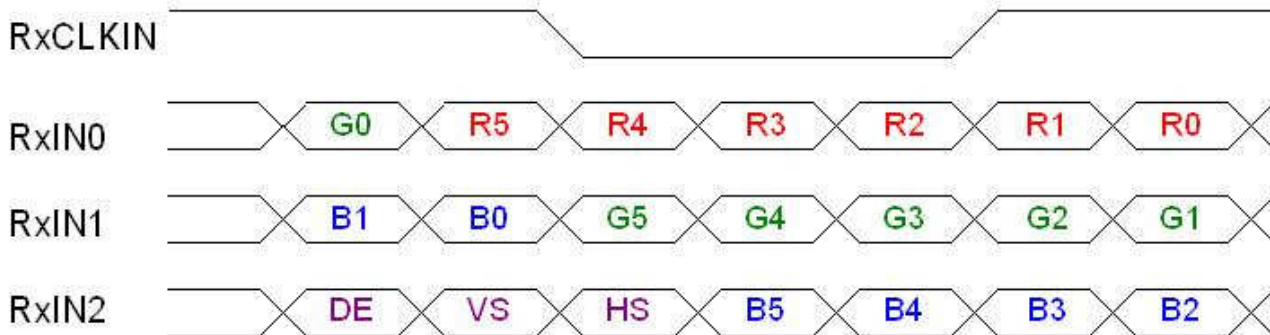 RxCLKIN
RxIN0 G0 R5 R4 R3 R2 R1 R0
RxIN1 B1 B0 G5 G4 G3 G2 G1
RxIN2 DE VS HS B5 B4 B3 B2